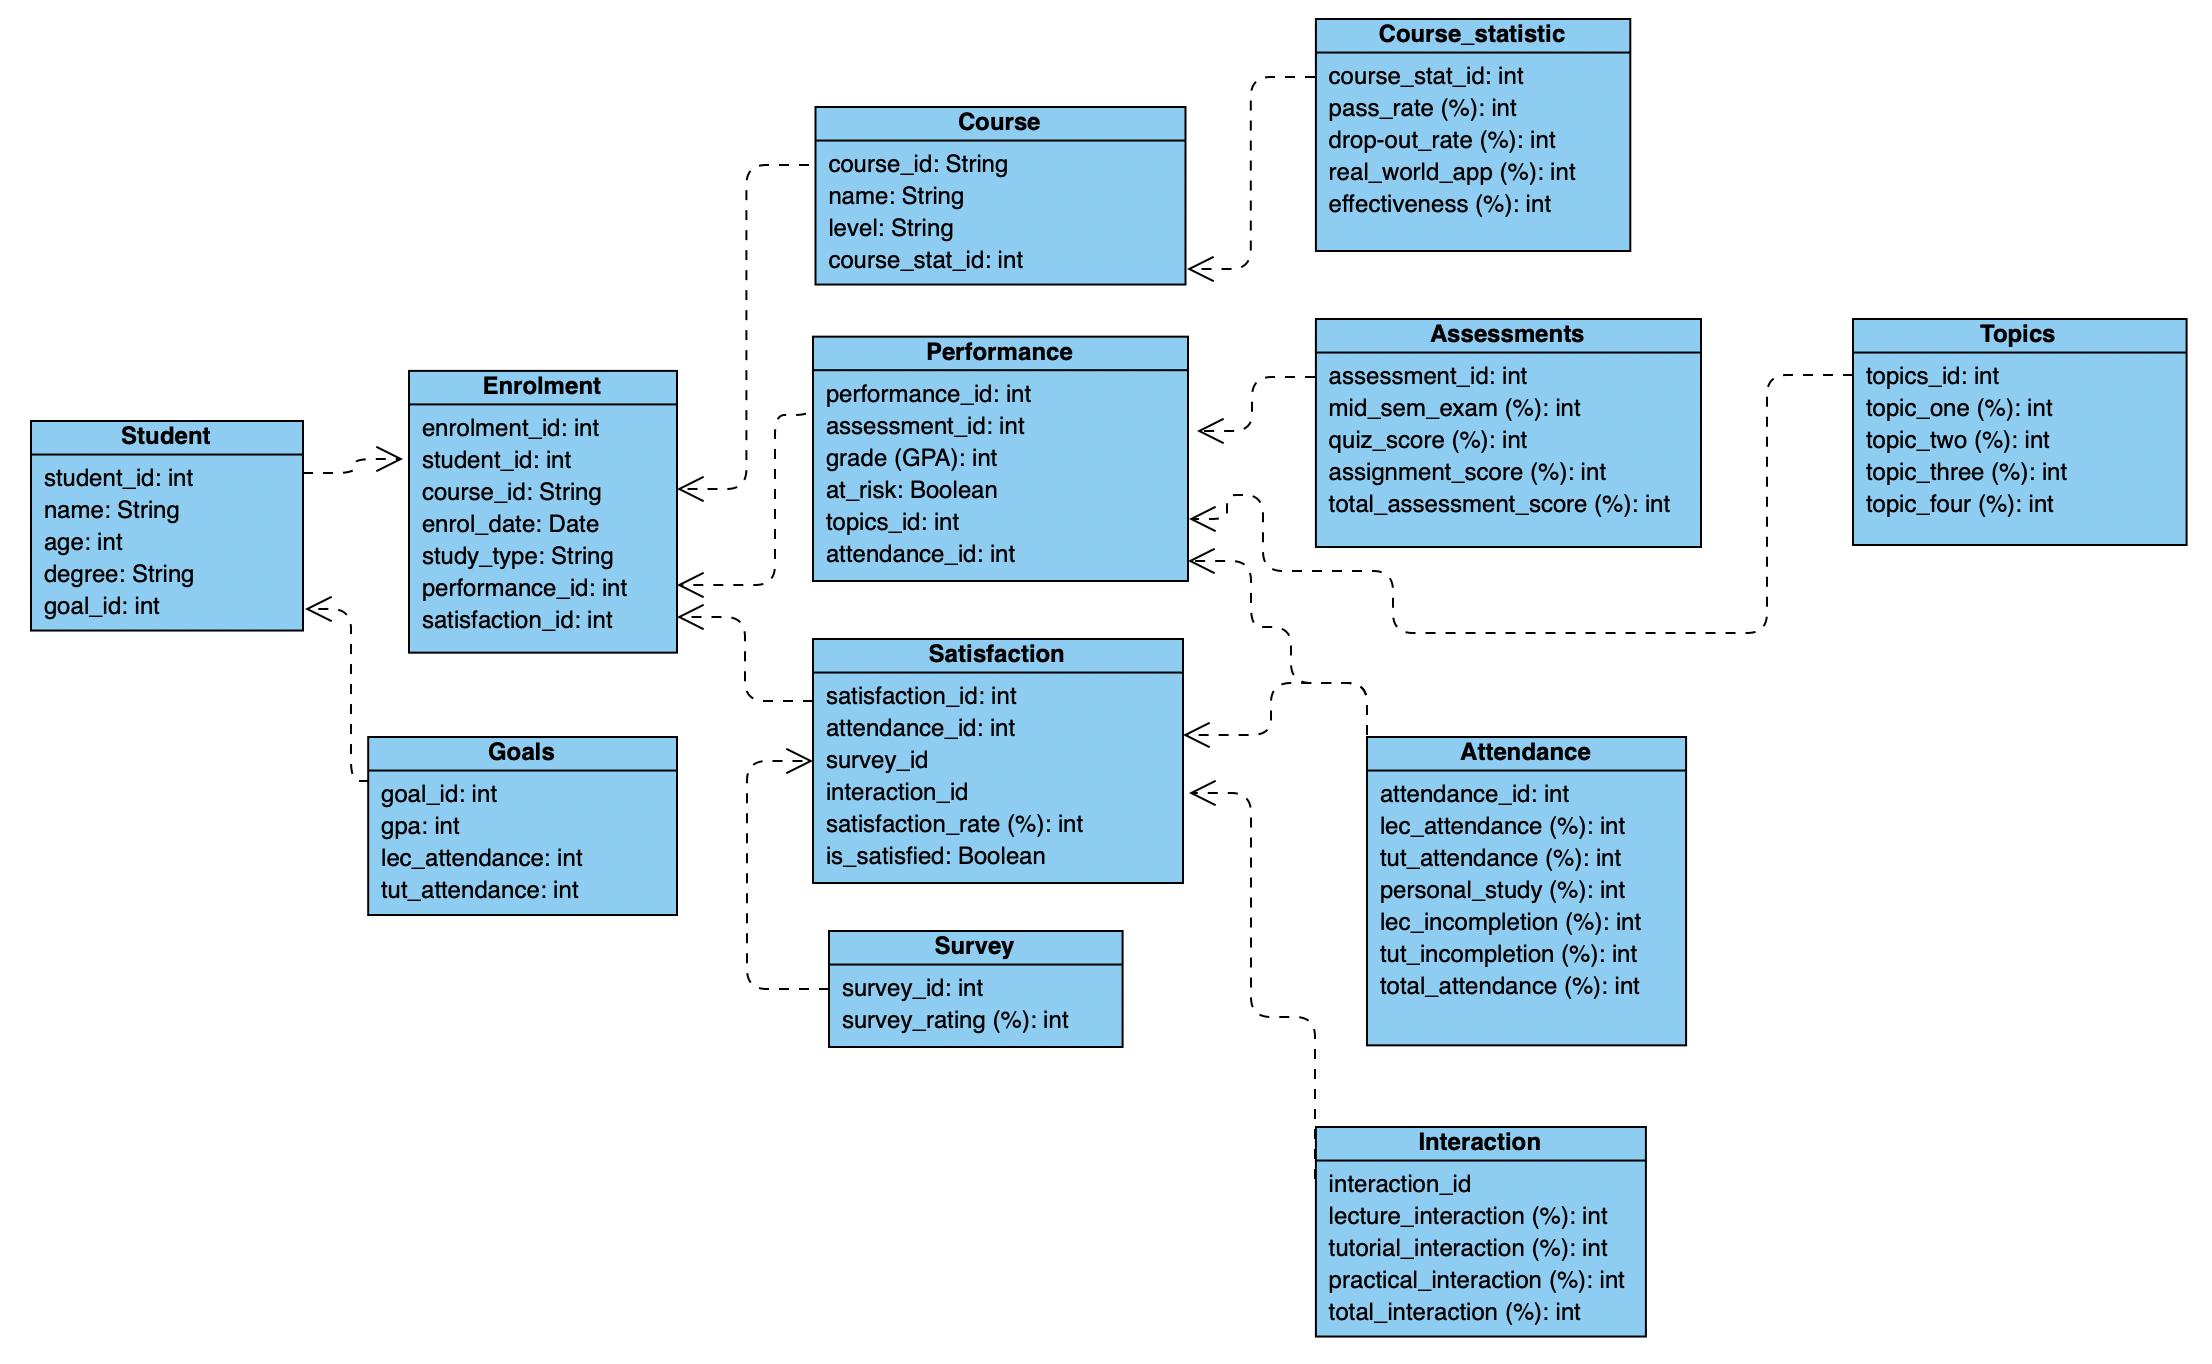 Course_statistic
course_stat_id: int
pass_rate (%): int
drop-out_rate (%): int
real_world_app (%): int
effectiveness (%): int
Course
course_id: String
name: String
level: String
course_stat_id: int
Performance
performance_id: int
assessment_id: int
grade (GPA): int
at_risk: Boolean
topics_id: int
attendance_id: int
Assessments
assessment_id: int
mid_sem_exam (%): int
quiz_score (%): int
assignment_score (%): int
total_assessment_score (%): int
Topics
topics_id: int
topic_one (%): int
topic_two (%): int
topic_three (%): int
topic_four (%): int
Enrolment
enrolment_id: int
student_id: int
course_id: String
enrol_date: Date
study_type: String
performance_id: int
satisfaction_id: int
Student
student_id: int
name: String
age: int
degree: String
goal_id: int
Satisfaction
satisfaction_id: int
attendance_id: int
survey_id
interaction_id
satisfaction_rate (%): int
is_satisfied: Boolean
Goals
goal_id: int
gpa: int
lec_attendance: int
tut_attendance: int
Attendance
attendance_id: int
lec_attendance (%): int
tut_attendance (%): int
personal_study (%): int
lec_incompletion (%): int
tut_incompletion (%): int
total_attendance (%): int
Survey
survey_id: int
survey_rating (%): int
Interaction
interaction_id
lecture_interaction (%): int
tutorial_interaction (%): int
practical_interaction (%): int
total_interaction (%): int